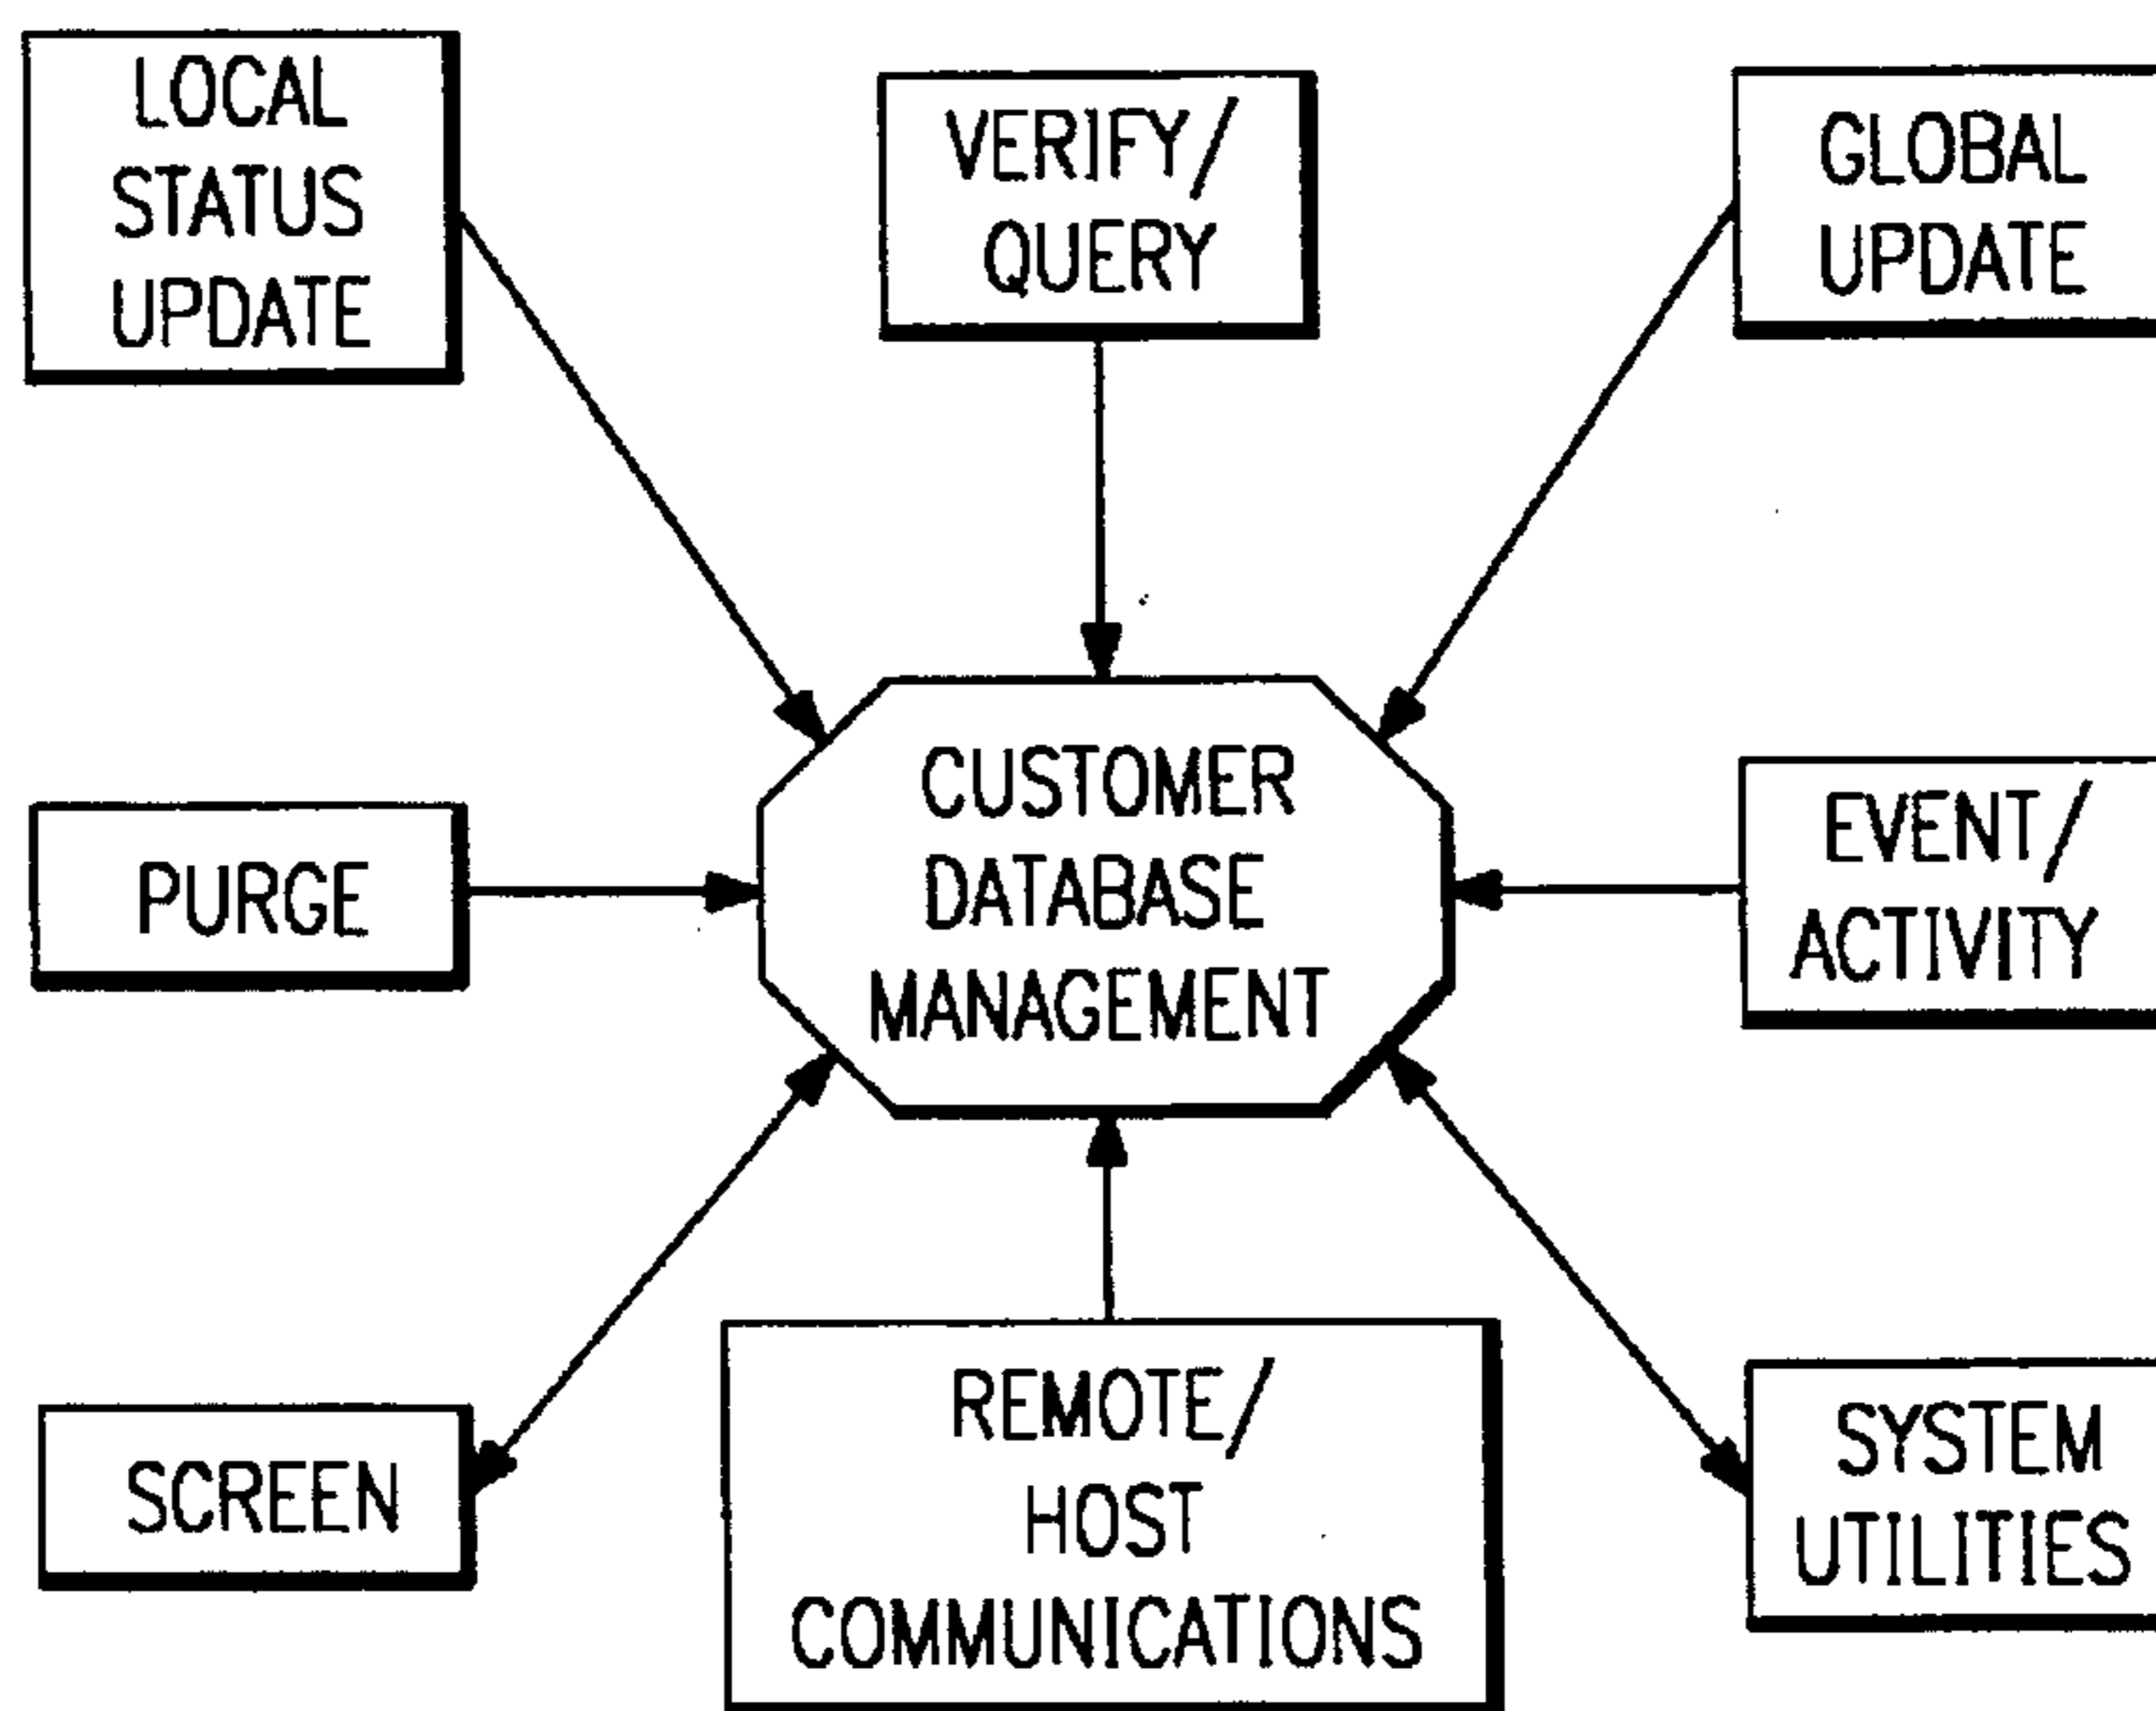 LOCAL
STATUS
UPDATE
VERIFY/
QUERY
GLOBAL
UPDATE
PURGE
CUSTOMER
DATABASE
MANAGEMENT
EVENT/
ACTIVITY
SCREEN
REMOTE/
HOST
COMMUNICATIONS
SYSTEM
UTILITIES